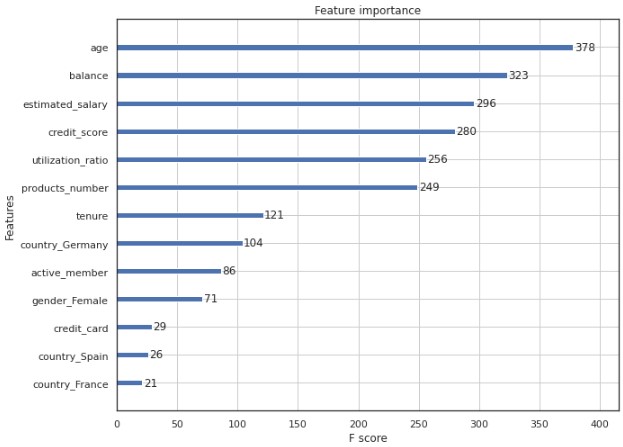 Feature importance
Features
age 378
balance 323
estimated_salary 296
credit_score 280
utilization_ratio 256
products_number 249
tenure 121
country_Germany 104
active_member 86
gender_Female 71
credit_card 29
country_Spain 26
country_France 21
0 50 100 150 200 250 300 350 400
F score